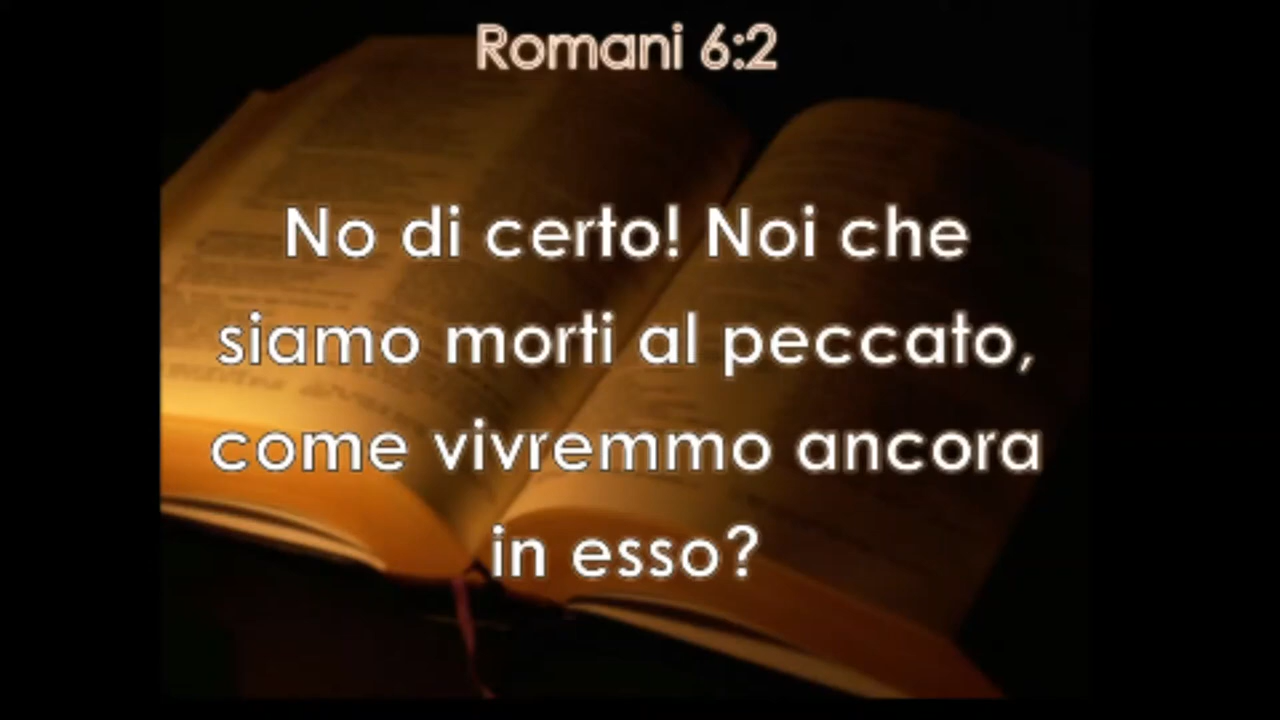 Romani 6:2
No di certo! Noi che
siamo morti al peccato,
come vivremmo ancora
in esso?